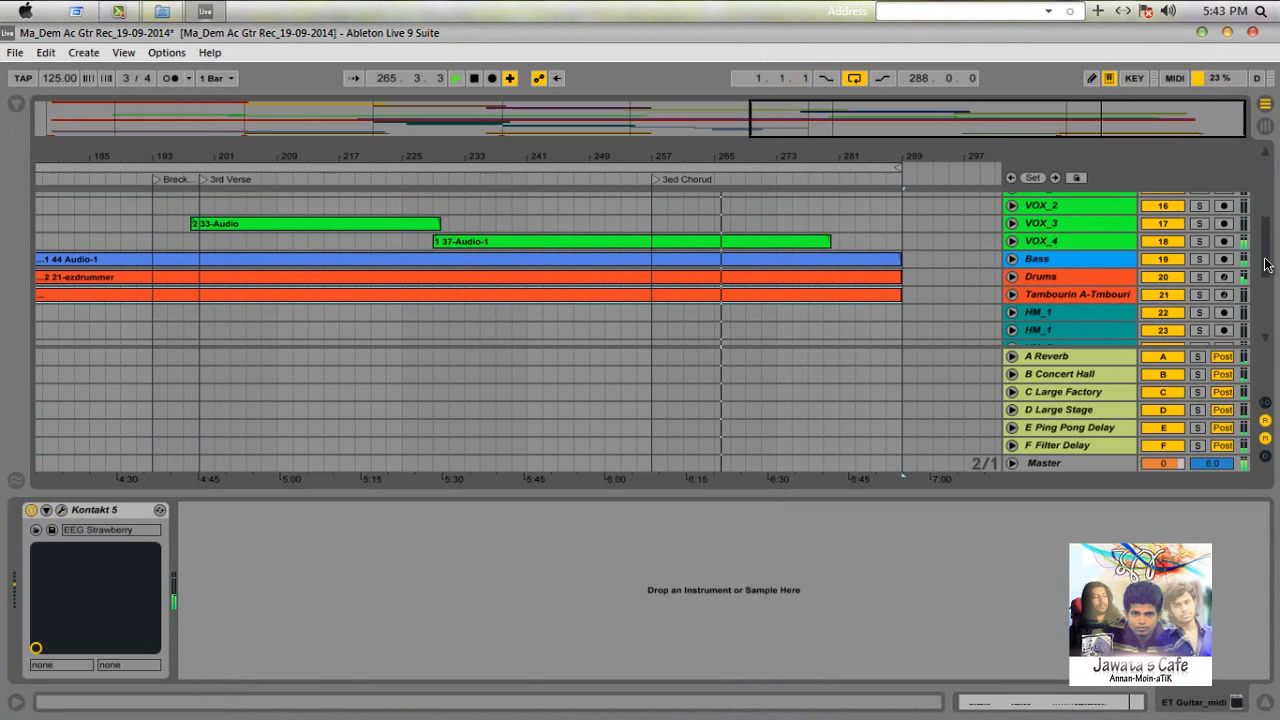 Address
5:43 PM
Live
Ma_Dem Ac Gtr Rec_19-09-2014* [Ma_Dem Ac Gtr Rec_19-09-2014] - Ableton Live 9 Suite
File Edit Create View Options Help
TAP 125.00 3 / 4 1 Bar 265 . 3 . 3 1 . 1 . 1 288 . 0 . 0 KEY MIDI 23 % D
185 193 201 209 217 225 233 241 249 257 265 273 281 289 297
Breck... 3rd Verse 3ed Chorud Set
VOX_2 16 S
2 33-Audio VOX_3 17 S
1 37-Audio-1 VOX_4 18 S
...1 44 Audio-1 Bass 19 S
...2 21-ezdrummer Drums 20 S
... Tambourin A-Tmbouri 21 S
HM_1 22 S
HM_1 23 S
A Reverb A S Post
B Concert Hall B S Post
C Large Factory C S Post
D Large Stage D S Post
E Ping Pong Delay E S Post
F Filter Delay F S Post
2/1 Master 0 6.0
4:30 4:45 5:00 5:15 5:30 5:45 6:00 6:15 6:30 6:45 7:00
Kontakt 5
EEG Strawberry
Drop an Instrument or Sample Here
none none
Jawata's Cafe
Annan-Moin-aTiK
ET Guitar_midi